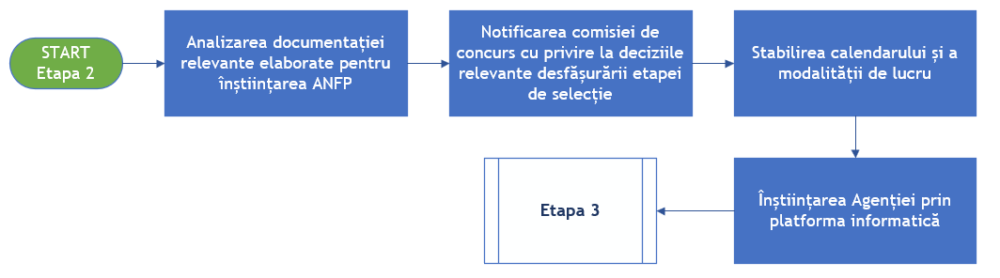 START
Etapa 2
Analizarea documentației
relevante elaborate pentru
înștiințarea ANFP
Notificarea comisiei de
concurs cu privire la deciziile
relevante desfășurării etapei
de selecție
Stabilirea calendarului și a
modalității de lucru
Înștiințarea Agenției prin
platforma informatică
Etapa 3